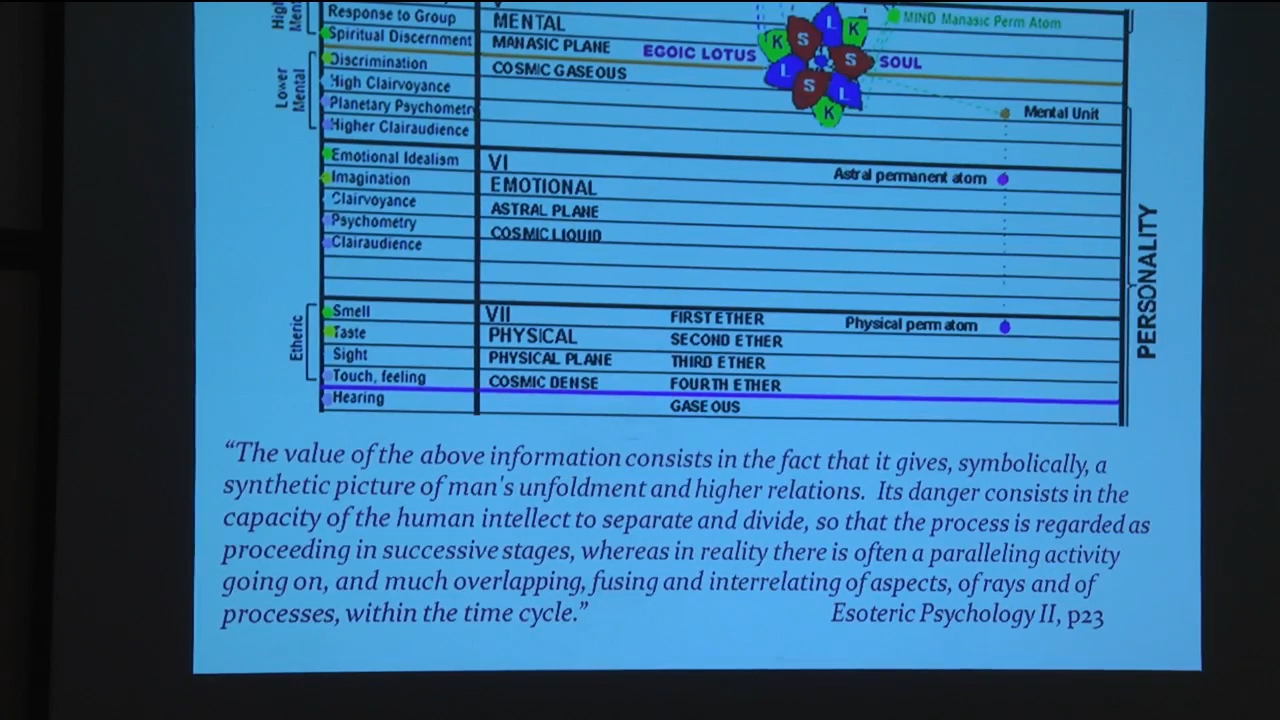 High
Mental
Response to Group
Spiritual Discernment
V
MENTAL
MANASIC PLANE
COSMIC GASEOUS
EGOIC LOTUS
L
K
K
S
S
L
S
L
K
SOUL
MIND Manasic Perm Atom
Lower
Mental
Discrimination
High Clairvoyance
Planetary Psychometry
Higher Clairaudience
Mental Unit
Emotional Idealism
Imagination
Clairvoyance
Psychometry
Clairaudience
VI
EMOTIONAL
ASTRAL PLANE
COSMIC LIQUID
Astral permanent atom
PERSONALITY
Etheric
Smell
Taste
Sight
Touch, feeling
Hearing
VII
PHYSICAL
PHYSICAL PLANE
COSMIC DENSE
FIRST ETHER
SECOND ETHER
THIRD ETHER
FOURTH ETHER
GASEOUS
Physical perm atom
“The value of the above information consists in the fact that it gives, symbolically, a
synthetic picture of man's unfoldment and higher relations. Its danger consists in the
capacity of the human intellect to separate and divide, so that the process is regarded as
proceeding in successive stages, whereas in reality there is often a paralleling activity
going on, and much overlapping, fusing and interrelating of aspects, of rays and of
processes, within the time cycle.” Esoteric Psychology II, p23